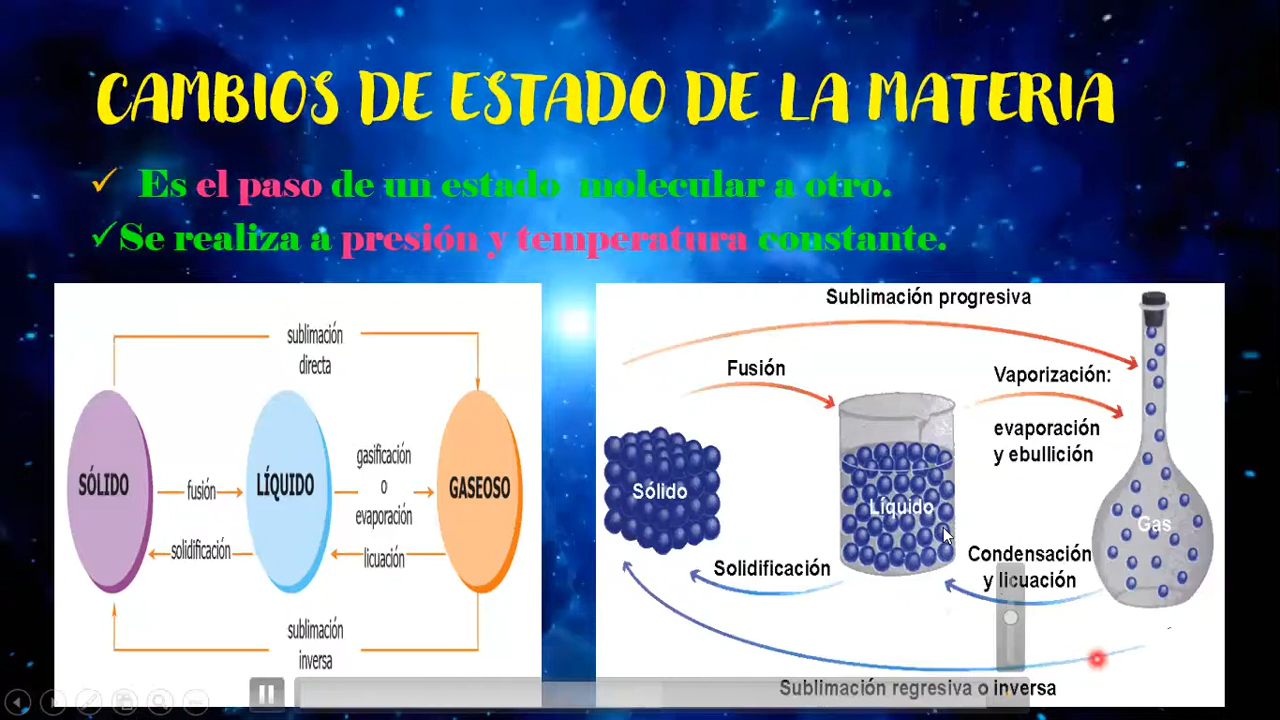 CAMBIOS DE ESTADO DE LA MATERIA
✓ Es el paso de un estado molecular a otro.
✓Se realiza a presión y temperatura constante.
sublimación
directa
SÓLIDO
fusión
solidificación
LÍQUIDO
gasificación
o
evaporación
licuación
GASEOSO
sublimación
inversa
Sublimación progresiva
Fusión
Vaporización:
evaporación
y ebullición
Sólido
Líquido
Gas
Solidificación
Condensación
y licuación
Sublimación regresiva o inversa